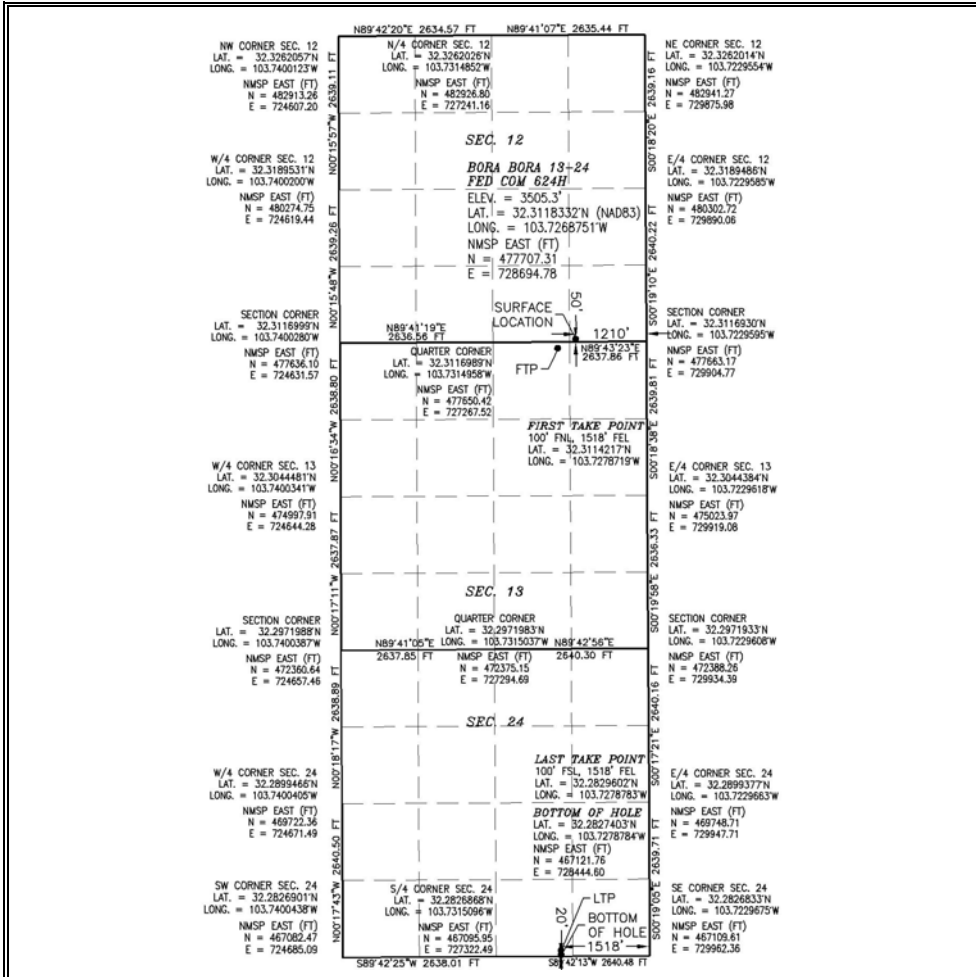 N89°42'20"E 2634.57 FT
N89°41'07"E 2635.44 FT
NW CORNER SEC. 12
LAT. = 32.3262057'N
LONG. = 103.7400123'W
NMSP EAST (FT)
N = 482913.26
E = 724607.20
N/4 CORNER SEC. 12
LAT. = 32.3262026'N
LONG. = 103.7314852'W
NMSP EAST (FT)
N = 482926.80
E = 727241.16
NE CORNER SEC. 12
LAT. = 32.3262014'N
LONG. = 103.7229554'W
NMSP EAST (FT)
N = 482941.27
E = 729875.98
N00°15'57"W 2639.11 FT
S00°18'20"E 2639.16 FT
SEC. 12
BORA BORA 13-24
FED COM 624H
ELEV. = 3505.3'
LAT. = 32.3118332'N (NAD83)
LONG. = 103.7268751'W
NMSP EAST (FT)
N = 477707.31
E = 728694.78
W/4 CORNER SEC. 12
LAT. = 32.3189531'N
LONG. = 103.7400200'W
NMSP EAST (FT)
N = 480274.75
E = 724619.44
E/4 CORNER SEC. 12
LAT. = 32.3189486'N
LONG. = 103.7229585'W
NMSP EAST (FT)
N = 480302.72
E = 729890.06
N00°15'48"W 2639.26 FT
S00°19'10"E 2640.22 FT
SURFACE
LOCATION
50'
1210'
SECTION CORNER
LAT. = 32.3116999'N
LONG. = 103.7400280'W
NMSP EAST (FT)
N = 477636.10
E = 724631.57
N89°41'19"E
2636.56 FT
QUARTER CORNER
LAT. = 32.3116989'N
LONG. = 103.7314958'W
NMSP EAST (FT)
N = 477650.42
E = 727267.52
FTP
N89°43'23"E
2637.86 FT
SECTION CORNER
LAT. = 32.3116930'N
LONG. = 103.7229595'W
NMSP EAST (FT)
N = 477663.17
E = 729904.77
N00°16'34"W 2638.80 FT
S00°18'38"E 2639.81 FT
FIRST TAKE POINT
100' FNL, 1518' FEL
LAT. = 32.3114217'N
LONG. = 103.7278719'W
W/4 CORNER SEC. 13
LAT. = 32.3044481'N
LONG. = 103.7400341'W
NMSP EAST (FT)
N = 474997.91
E = 724644.28
E/4 CORNER SEC. 13
LAT. = 32.3044384'N
LONG. = 103.7229618'W
NMSP EAST (FT)
N = 475023.97
E = 729919.08
N00°17'11"W 2637.87 FT
S00°19'58"E 2636.33 FT
SEC. 13
SECTION CORNER
LAT. = 32.2971988'N
LONG. = 103.7400387'W
NMSP EAST (FT)
N = 472360.64
E = 724657.46
N89°41'05"E
2637.85 FT
QUARTER CORNER
LAT. = 32.2971983'N
LONG. = 103.7315037'W
NMSP EAST (FT)
N = 472375.15
E = 727294.69
N89°42'56"E
2640.30 FT
SECTION CORNER
LAT. = 32.2971933'N
LONG. = 103.7229608'W
NMSP EAST (FT)
N = 472388.26
E = 729934.39
N00°18'17"W 2638.89 FT
S00°17'21"E 2640.16 FT
SEC. 24
LAST TAKE POINT
100' FSL, 1518' FEL
LAT. = 32.2829602'N
LONG. = 103.7278783'W
BOTTOM OF HOLE
LAT. = 32.2827403'N
LONG. = 103.7278784'W
NMSP EAST (FT)
N = 467121.76
E = 728444.60
W/4 CORNER SEC. 24
LAT. = 32.2899466'N
LONG. = 103.7400405'W
NMSP EAST (FT)
N = 469722.36
E = 724671.49
E/4 CORNER SEC. 24
LAT. = 32.2899377'N
LONG. = 103.7229663'W
NMSP EAST (FT)
N = 469748.71
E = 729947.71
N00°17'43"W 2640.50 FT
S00°19'05"E 2639.71 FT
SW CORNER SEC. 24
LAT. = 32.2826901'N
LONG. = 103.7400438'W
NMSP EAST (FT)
N = 467082.47
E = 724685.09
S/4 CORNER SEC. 24
LAT. = 32.2826868'N
LONG. = 103.7315096'W
NMSP EAST (FT)
N = 467095.95
E = 727322.49
LTP
BOTTOM
OF HOLE
20'
1518'
SE CORNER SEC. 24
LAT. = 32.2826833'N
LONG. = 103.7229675'W
NMSP EAST (FT)
N = 467109.61
E = 729962.36
S89°42'25"W 2638.01 FT
S89°42'13"W 2640.48 FT